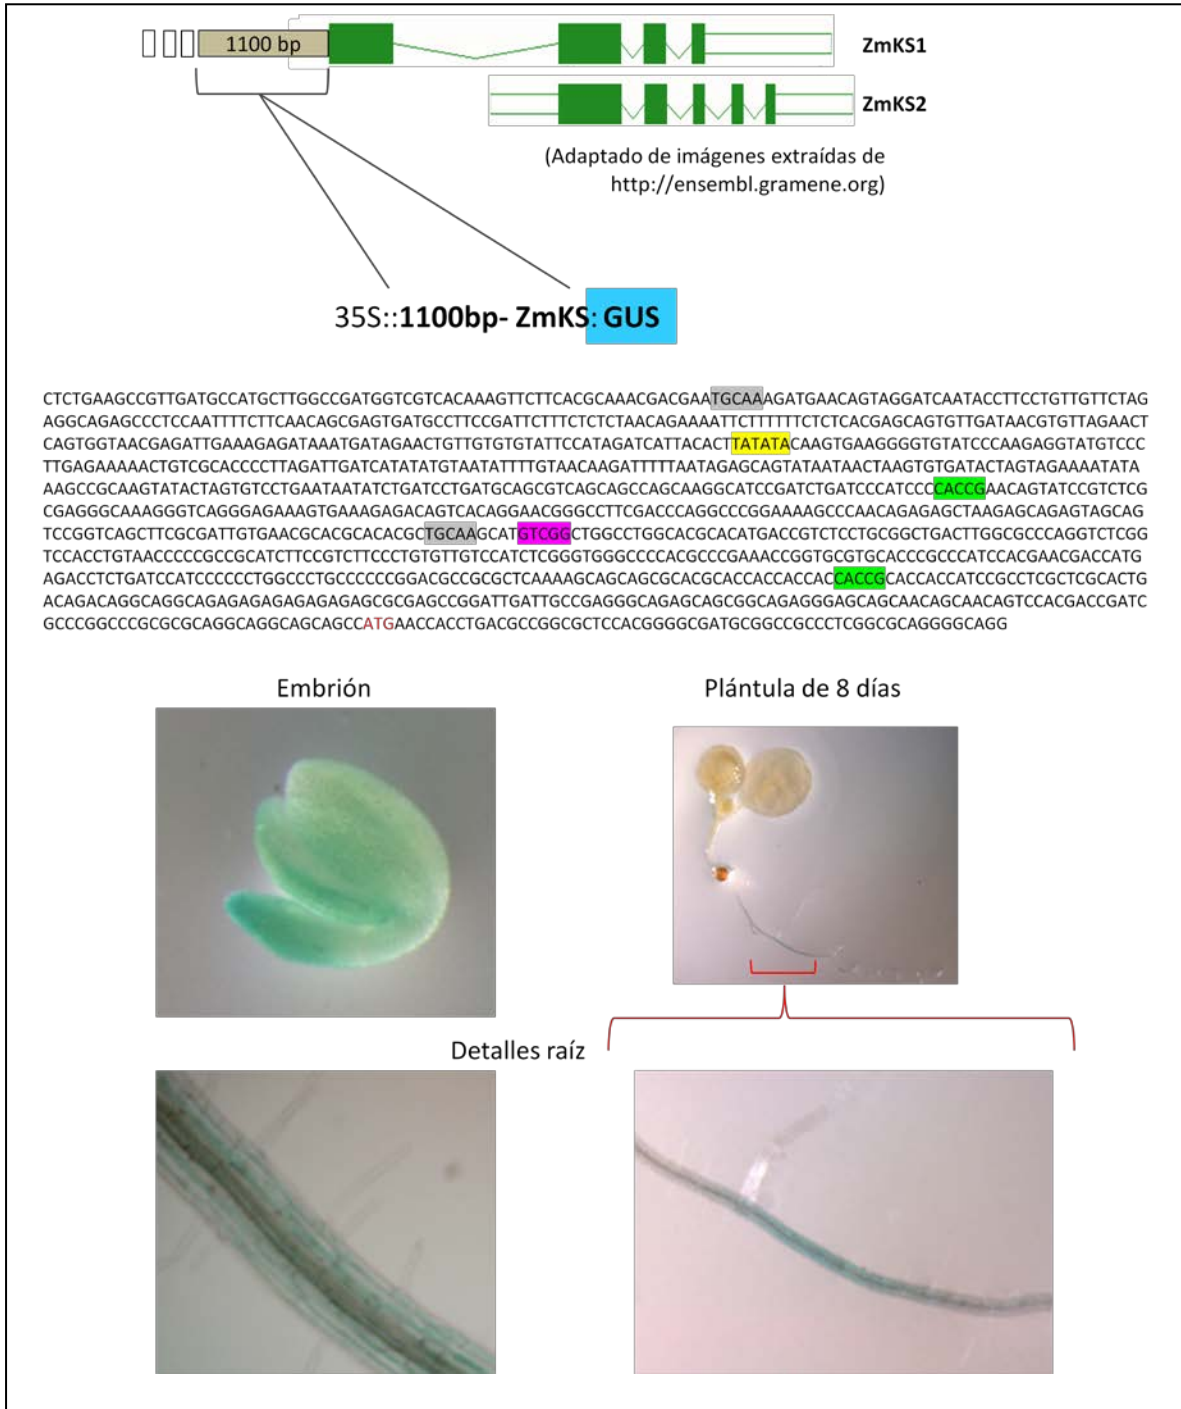 1100 bp
ZmKS1
ZmKS2
(Adaptado de imágenes extraídas de
http://ensembl.gramene.org)
35S::1100bp- ZmKS: GUS
CTCTGAAGCCGTTGATGCCATGCTTGGCCGATGGTCGTCACAAAGTTCTTCACGCAAACGACGAATGCAAAGATGAACAGTAGGATCAATACCTTCCTGTTGTTCTAG
AGGCAGAGCCCTCCAATTTTCTTCAACAGCGAGTGATGCCTTCCGATTCTTTCTCTCTAACAGAAAATTCTTTTTTCTCTCACGAGCAGTGTTGATAACGTGTTAGAACT
CAGTGGTAACGAGATTGAAAGAGATAAATGATAGAACTGTTGTGTGTATTCCATAGATCATTACACTTATATACAAGTGAAGGGGTGTATCCCAAGAGGTATGTCCC
TTGAGAAAAACTGTCGCACCCCTTAGATTGATCATATATGTAATATTTTGTAACAAGATTTTTAATAGAGCAGTATAATAACTAAGTGTGATACTAGTAGAAAATATA
AAGCCGCAAGTATACTAGTGTCCTGAATAATATCTGATCCTGATGCAGCGTCAGCAGCCAGCAAGGCATCCGATCTGATCCCATCCCCACCGAACAGTATCCGTCTCG
CGAGGGCAAAGGGTCAGGGAGAAAGTGAAAGAGACAGTCACAGGAACGGGCCTTCGACCCAGGCCCGGAAAAGCCCAACAGAGAGCTAAGAGCAGAGTAGCAG
TCCGGTCAGCTTCGCGATTGTGAACGCACGCACACGCTGCAAGCATGTCGGCTGGCCTGGCACGCACATGACCGTCTCCTGCGGCTGACTTGGCGCCCAGGTCTCGG
TCCACCTGTAACCCCCGCCGCATCTTCCGTCTTCCCTGTGTTGTCCATCTCGGGTGGGCCCCACGCCCGAAACCGGTGCGTGCACCCGCCCATCCACGAACGACCATG
AGACCTCTGATCCATCCCCCCTGGCCCTGCCCCCCGGACGCCGCGCTCAAAAGCAGCAGCGCACGCACCACCACCACCACCGCACCACCATCCGCCTCGCTCGCACTG
ACAGACAGGCAGGCAGAGAGAGAGAGAGAGCGCGAGCCGGATTGATTGCCGAGGGCAGAGCAGCGGCAGAGGGAGCAGCAACAGCAACAGTCCACGACCGATC
GCCCGGCCCGCGCGCAGGCAGGCAGCAGCCATGAACCACCTGACGCCGGCGCTCCACGGGGCGATGCGGCCGCCCTCGGCGCAGGGGCAGG
Embrión
Plántula de 8 días
Detalles raíz